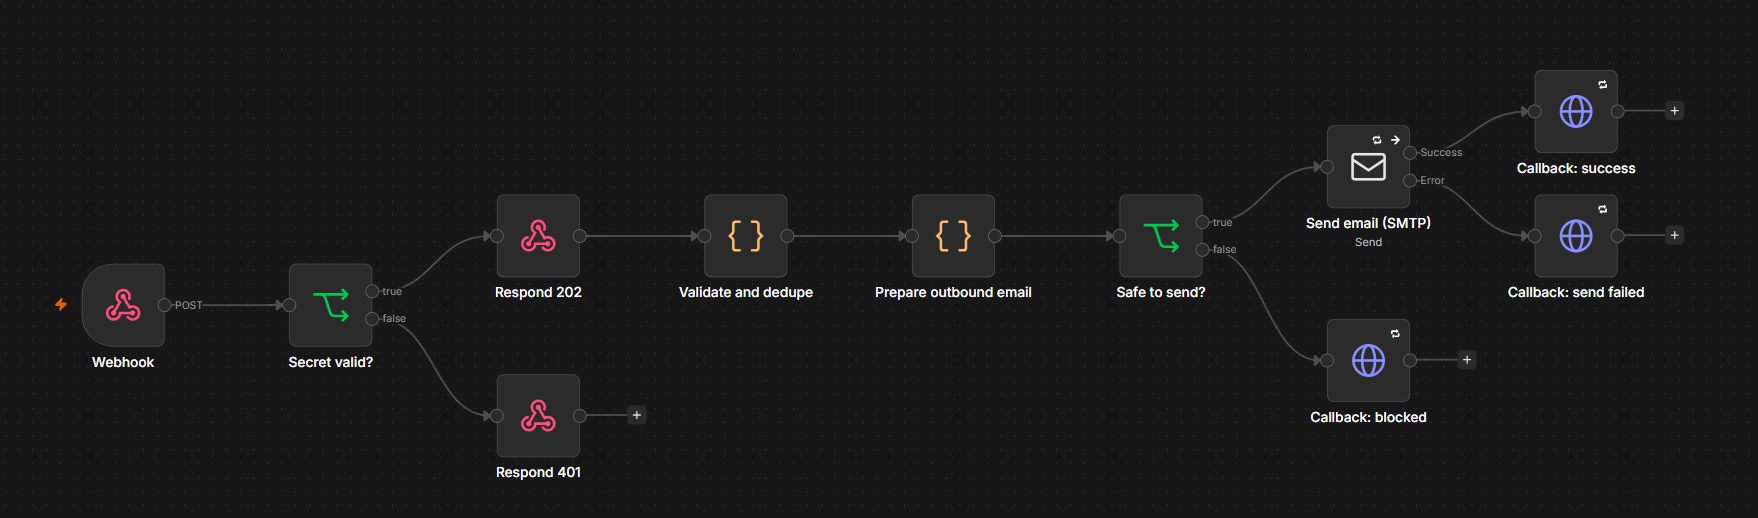 Webhook
POST
Secret valid?
true
false
Respond 202
Respond 401
Validate and dedupe
Prepare outbound email
Safe to send?
true
false
Send email (SMTP)
Send
Success
Error
Callback: success
Callback: send failed
Callback: blocked